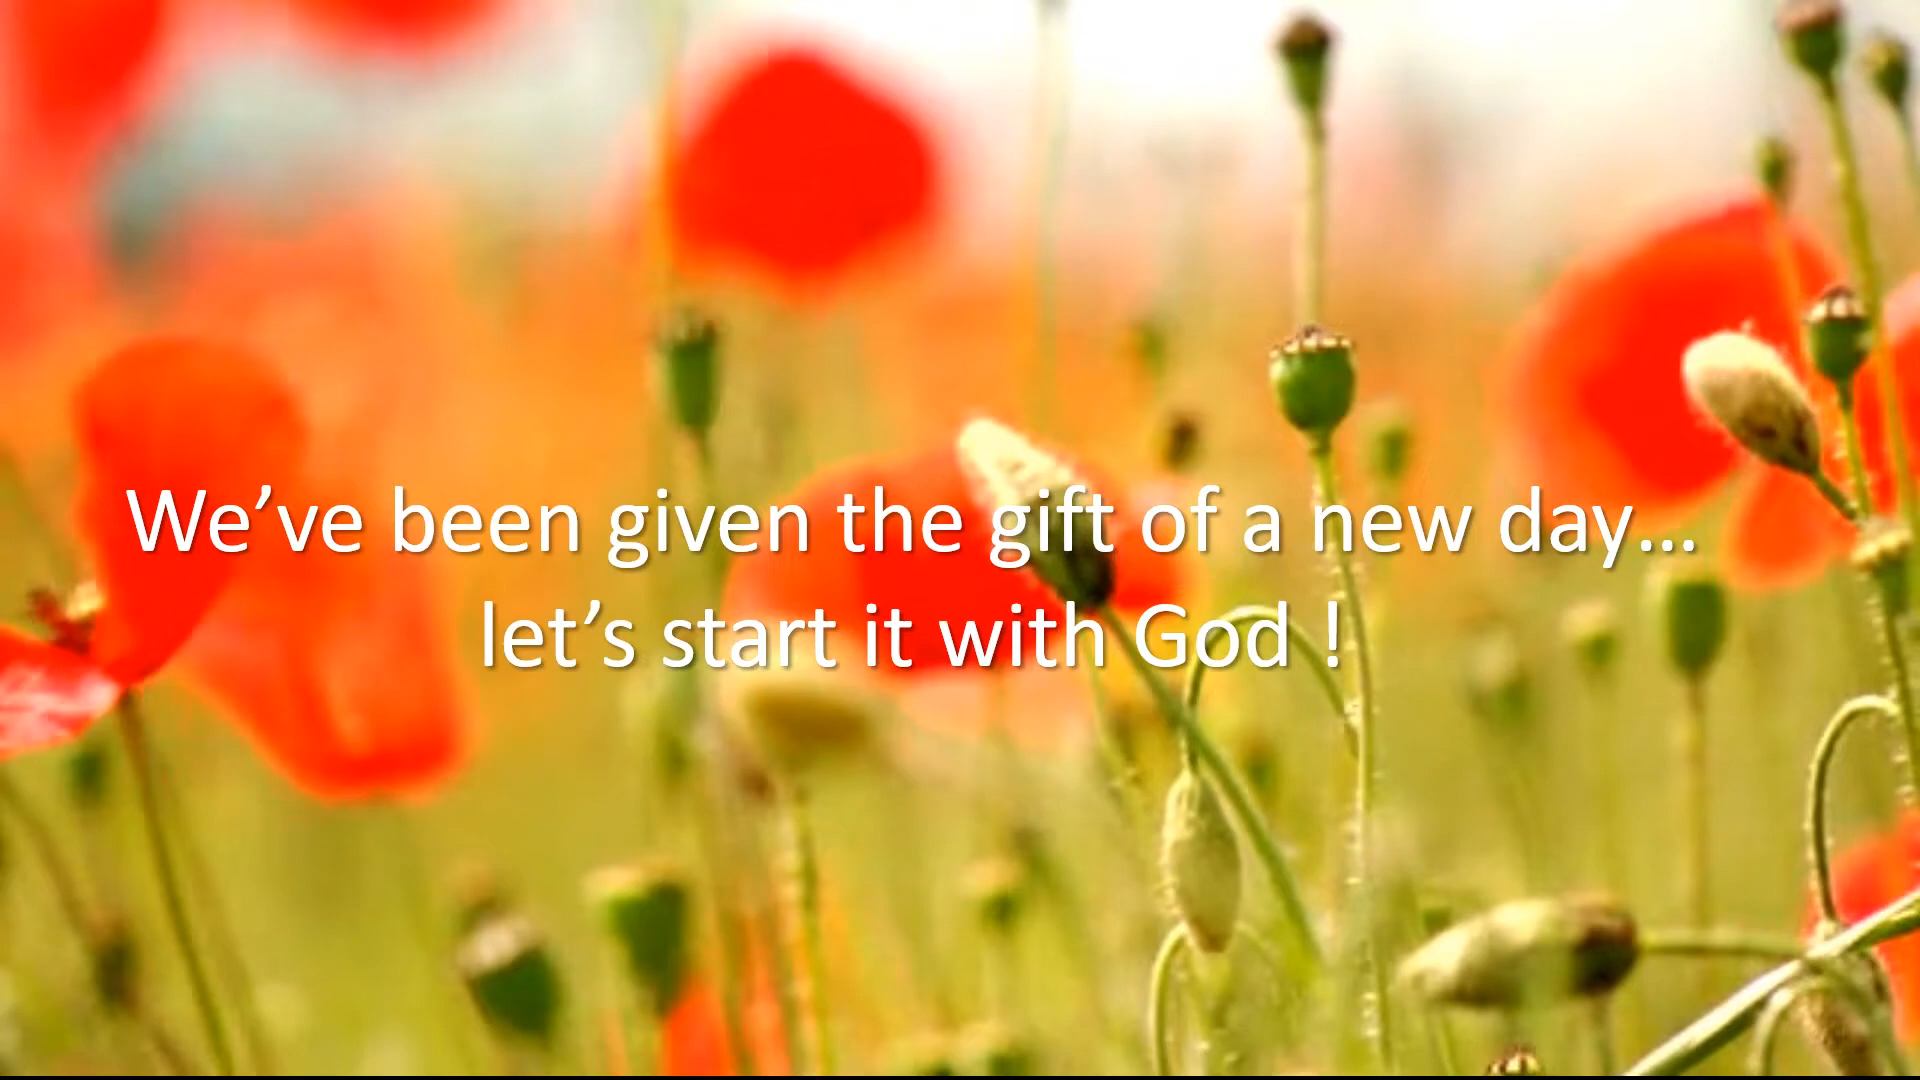 We’ve been given the gift of a new day…
let’s start it with God !